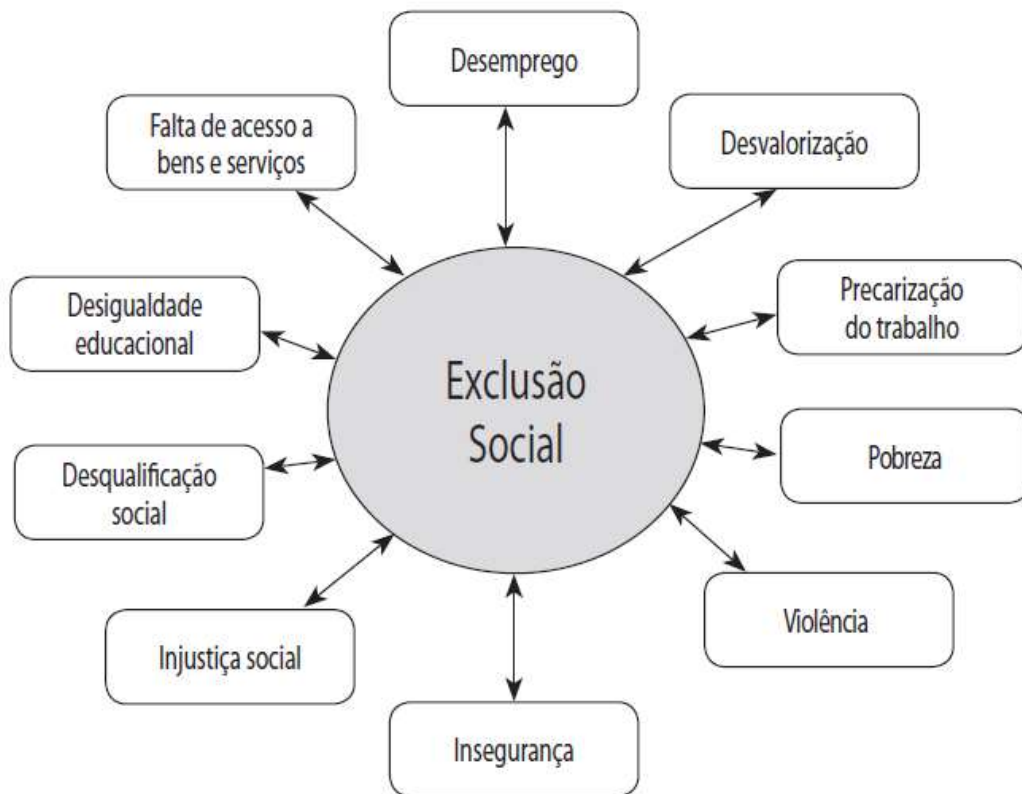 Desemprego
Falta de acesso a
bens e serviços
Desvalorização
Desigualdade
educacional
Precarização
do trabalho
Exclusão
Social
Desqualificação
social
Pobreza
Injustiça social
Violência
Insegurança